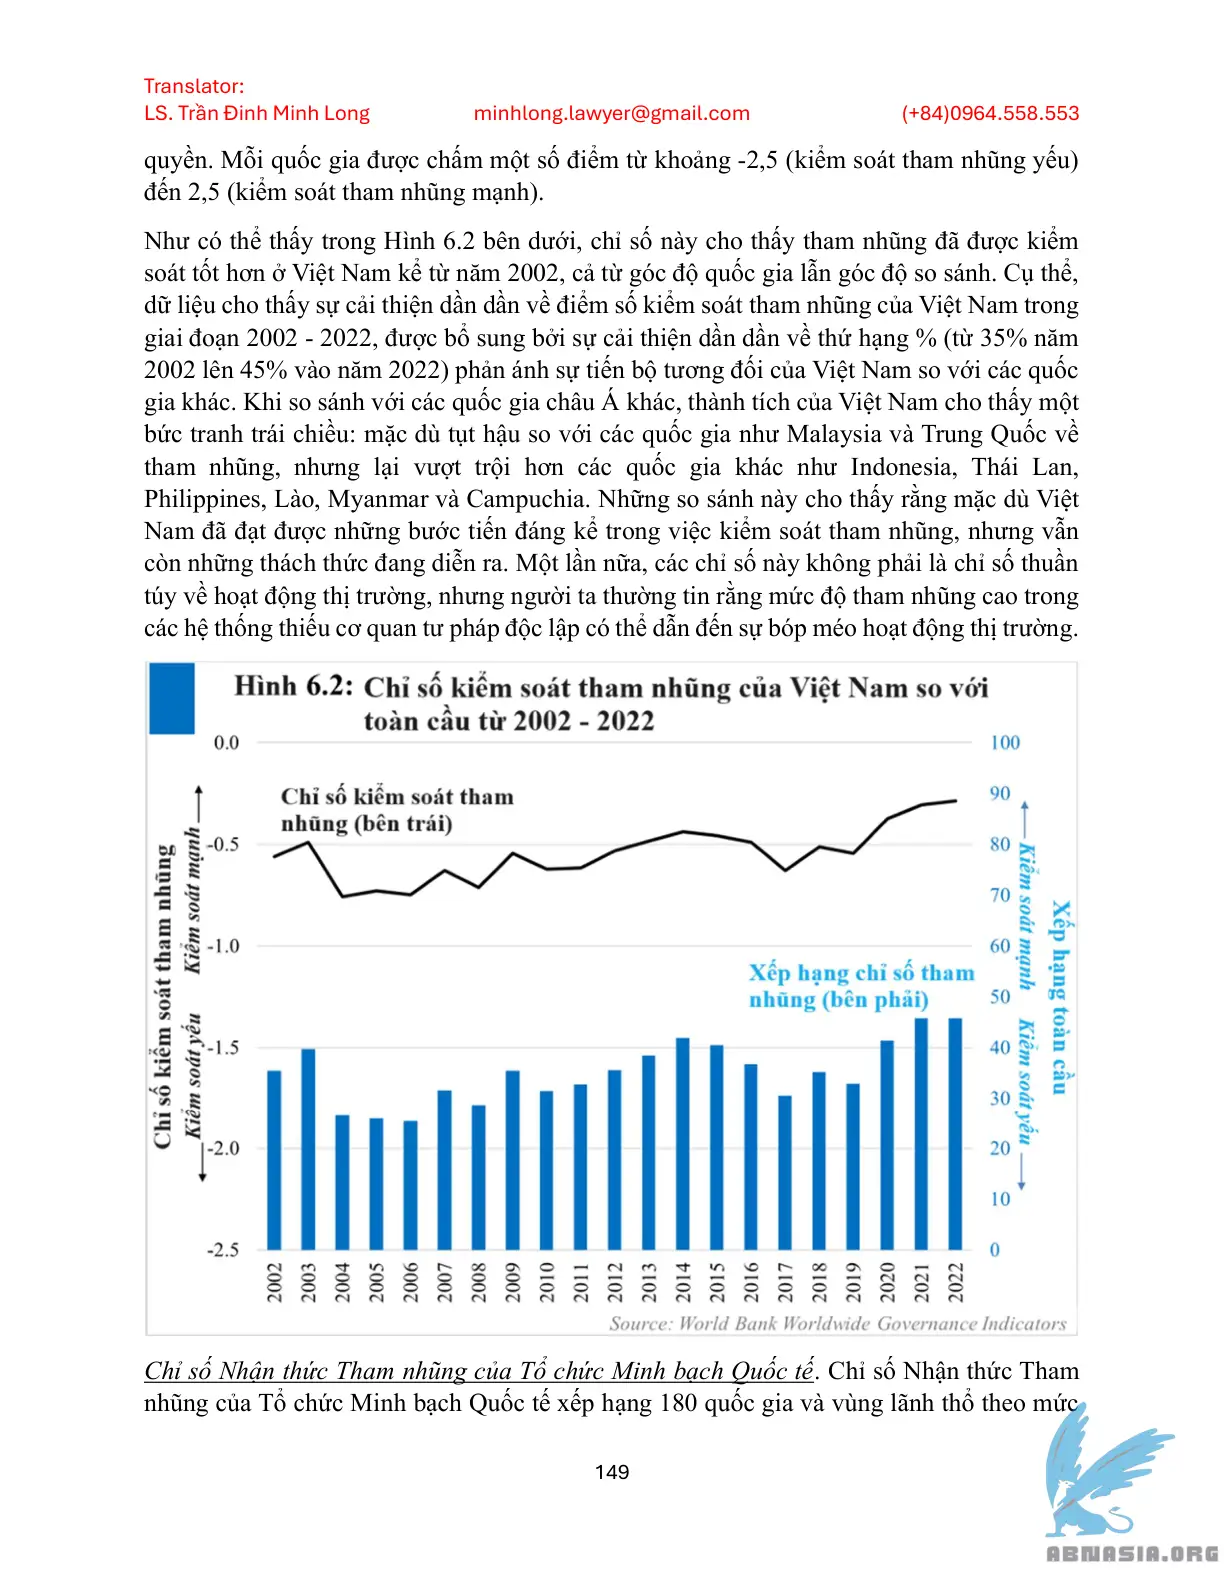 Translator:
LS. Trần Đình Minh Long minhlong.lawyer@gmail.com (+84)0964.558.553
quyền. Mỗi quốc gia được chấm một số điểm từ khoảng -2,5 (kiểm soát tham nhũng yếu)
đến 2,5 (kiểm soát tham nhũng mạnh).
Như có thể thấy trong Hình 6.2 bên dưới, chỉ số này cho thấy tham nhũng đã được kiểm
soát tốt hơn ở Việt Nam kể từ năm 2002, cả từ góc độ quốc gia lẫn góc độ so sánh. Cụ thể,
dữ liệu cho thấy sự cải thiện dần dần về điểm số kiểm soát tham nhũng của Việt Nam trong
giai đoạn 2002 - 2022, được bổ sung bởi sự cải thiện dần dần về thứ hạng % (từ 35% năm
2002 lên 45% vào năm 2022) phản ánh sự tiến bộ tương đối của Việt Nam so với các quốc
gia khác. Khi so sánh với các quốc gia châu Á khác, thành tích của Việt Nam cho thấy một
bức tranh trái chiều: mặc dù tụt hậu so với các quốc gia như Malaysia và Trung Quốc về
tham nhũng, nhưng lại vượt trội hơn các quốc gia khác như Indonesia, Thái Lan,
Philippines, Lào, Myanmar và Campuchia. Những so sánh này cho thấy rằng mặc dù Việt
Nam đã đạt được những bước tiến đáng kể trong việc kiểm soát tham nhũng, nhưng vẫn
còn những thách thức đang diễn ra. Một lần nữa, các chỉ số này không phải là chỉ số thuần
túy về hoạt động thị trường, nhưng người ta thường tin rằng mức độ tham nhũng cao trong
các hệ thống thiếu cơ quan tư pháp độc lập có thể dẫn đến sự bóp méo hoạt động thị trường.
Hình 6.2: Chỉ số kiểm soát tham nhũng của Việt Nam so với
toàn cầu từ 2002 - 2022
Chỉ số kiểm soát tham nhũng
Kiểm soát yếu Kiểm soát mạnh
0.0
-0.5
-1.0
-1.5
-2.0
-2.5
Chỉ số kiểm soát tham
nhũng (bên trái)
Xếp hạng chỉ số tham
nhũng (bên phải)
100
90
80
70
60
50
40
30
20
10
0
Kiểm soát mạnh Kiểm soát yếu
Xếp hạng toàn cầu
2002 2003 2004 2005 2006 2007 2008 2009 2010 2011 2012 2013 2014 2015 2016 2017 2018 2019 2020 2021 2022
Source: World Bank Worldwide Governance Indicators
Chỉ số Nhận thức Tham nhũng của Tổ chức Minh bạch Quốc tế. Chỉ số Nhận thức Tham
nhũng của Tổ chức Minh bạch Quốc tế xếp hạng 180 quốc gia và vùng lãnh thổ theo mức
149
ABNASIA.ORG